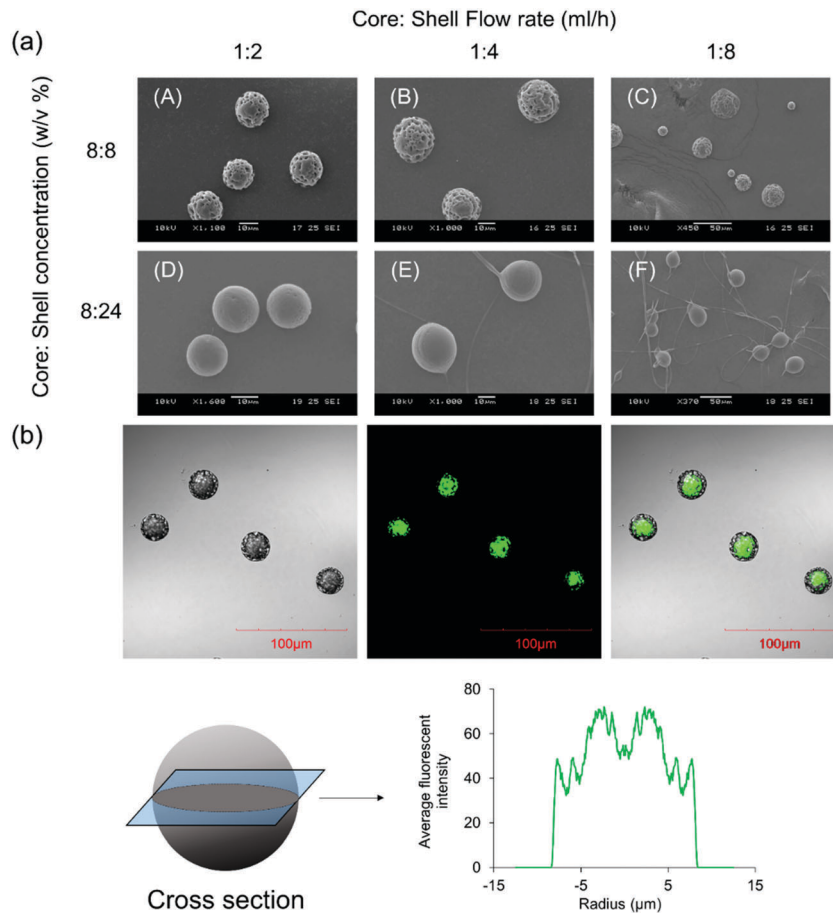 Core: Shell Flow rate (ml/h)
(a)
1:2 1:4 1:8
Core: Shell concentration (w/v %)
8:8
(A) (B) (C)
10kV X1,100 10µm 17 25 SEI
10kV X1,000 10µm 16 25 SEI
10kV X450 50µm 16 25 SEI
8:24
(D) (E) (F)
10kV X1,600 10µm 19 25 SEI
10kV X1,000 10µm 18 25 SEI
10kV X370 50µm 18 25 SEI
(b)
100µm 100µm 100µm
Cross section
Average fluorescent
intensity
80
60
40
20
0
-15 -5 5 15
Radius (µm)